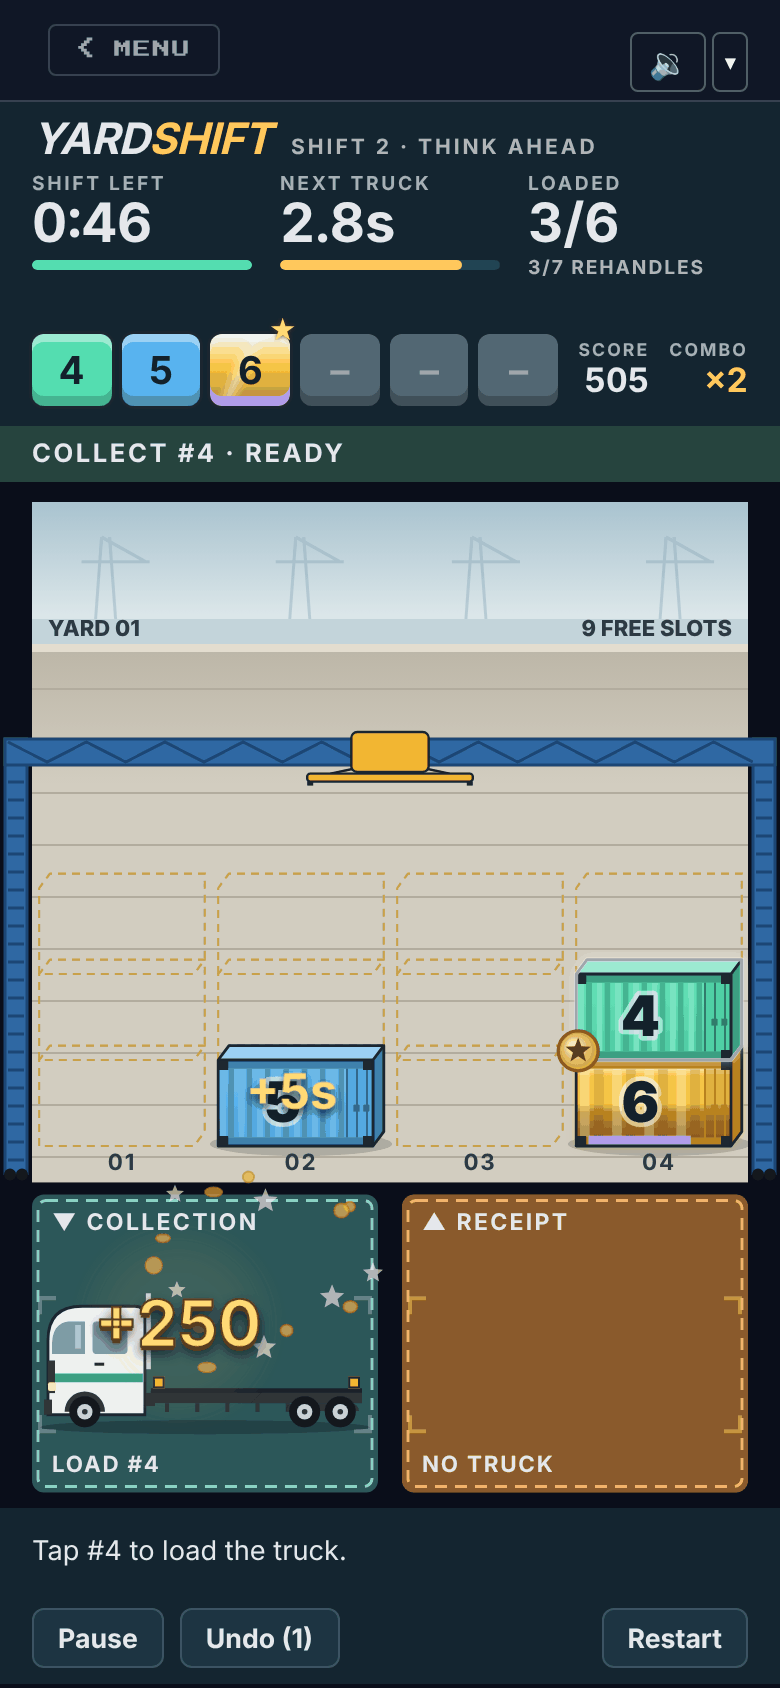 MENU
YARDSHIFT SHIFT 2 · THINK AHEAD
SHIFT LEFT NEXT TRUCK LOADED
0:46 2.8s 3/6
3/7 REHANDLES
4 5 6 – – –
SCORE COMBO
505 ×2
COLLECT #4 · READY
YARD 01 9 FREE SLOTS
4
5 +5s
6
01 02 03 04
▼ COLLECTION ▲ RECEIPT
+250
LOAD #4 NO TRUCK
Tap #4 to load the truck.
Pause Undo (1) Restart